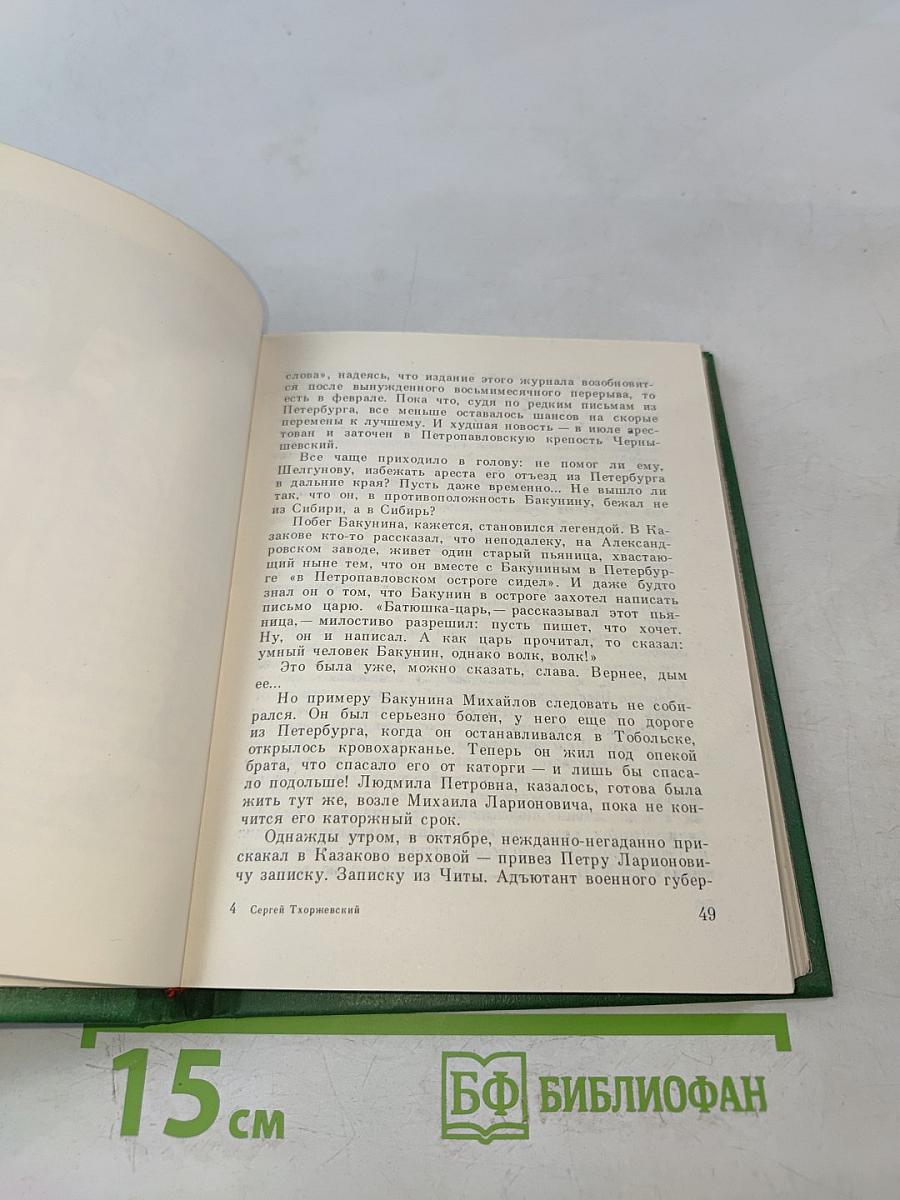 слова», надеясь, что издание этого журнала возобновит-
ся после вынужденного восьмимесячного перерыва, то
есть в феврале. Пока что, судя по редким письмам из
Петербурга, все меньше оставалось шансов на скорые
перемены к лучшему. И худшая новость — в июле арес-
тован и заточен в Петропавловскую крепость Черны-
шевский.
Все чаще приходило в голову: не помог ли ему,
Шелгунову, избежать ареста его отъезд из Петербурга
в дальние края? Пусть даже временно... Не вышло ли
так, что он, в противоположность Бакунину, бежал не
из Сибири, а в Сибирь?
Побег Бакунина, кажется, становился легендой. В Ка-
закове кто-то рассказал, что неподалеку, на Александ-
ровском заводе, живет один старый пьяница, хвастаю-
щий ныне тем, что он вместе с Бакуниным в Петербур-
ге «в Петропавловском остроге сидел». И даже будто
знал он о том, что Бакунин в остроге захотел написать
письмо царю. «Батюшка-царь, — рассказывал этот пья-
ница, — милостиво разрешил: пусть пишет, что хочет.
Ну, он и написал. А как царь прочитал, то сказал:
умный человек Бакунин, однако волк, волк!»
Это была уже, можно сказать, слава. Вернее, дым
ее...
Но примеру Бакунина Михайлов следовать не соби-
рался. Он был серьезно болен, у него еще по дороге
из Петербурга, когда он останавливался в Тобольске,
открылось кровохарканье. Теперь он жил под опекой
брата, что спасало его от каторги — и лишь бы спаса-
ло подольше! Людмила Петровна, казалось, готова была
жить тут же, возле Михаила Ларионовича, пока не кон-
чится его каторжный срок.
Однажды утром, в октябре, нежданно-негаданно при-
скакал в Казаково верховой — привез Петру Ларионови-
чу записку. Записку из Читы. Адъютант военного губер-
4 Сергей Тхоржевский
49
15 см
БФ БИБЛИОФАН